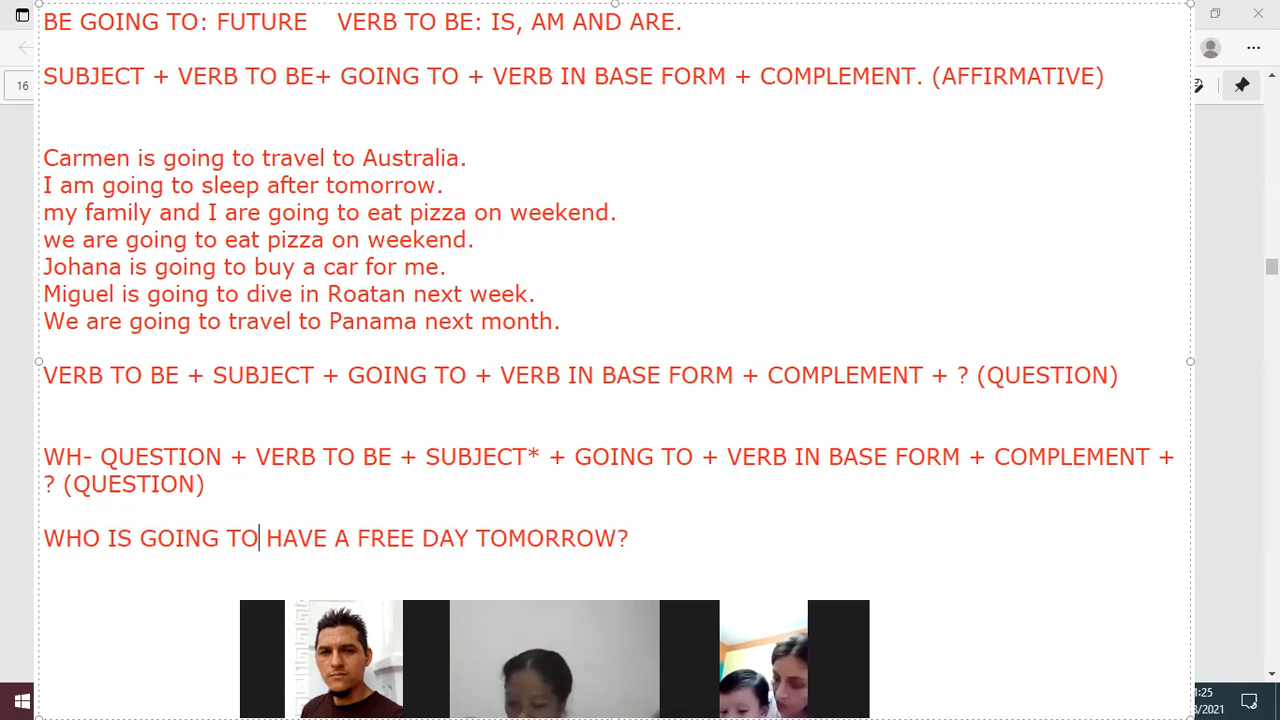 BE GOING TO: FUTURE VERB TO BE: IS, AM AND ARE.
SUBJECT + VERB TO BE+ GOING TO + VERB IN BASE FORM + COMPLEMENT. (AFFIRMATIVE)
16
Carmen is going to travel to Australia.
I am going to sleep after tomorrow.
my family and I are going to eat pizza on weekend.
we are going to eat pizza on weekend.
Johana is going to buy a car for me.
Miguel is going to dive in Roatan next week.
We are going to travel to Panama next month.
VERB TO BE + SUBJECT + GOING TO + VERB IN BASE FORM + COMPLEMENT + ? (QUESTION)
WH- QUESTION + VERB TO BE + SUBJECT* + GOING TO + VERB IN BASE FORM + COMPLEMENT +
? (QUESTION)
WHO IS GOING TO HAVE A FREE DAY TOMORROW?